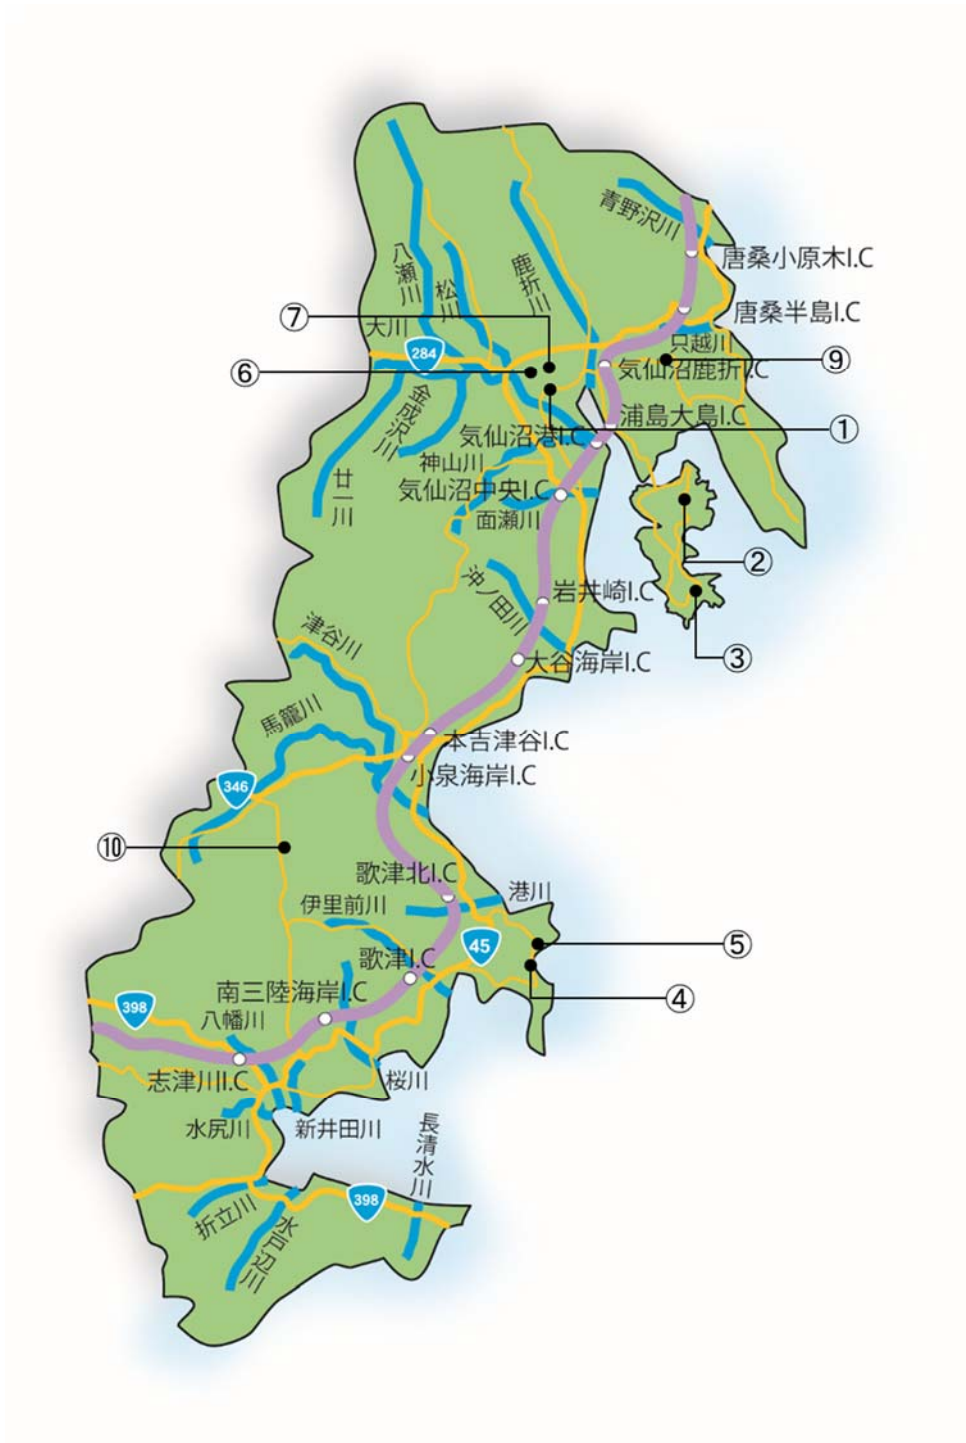 青野沢川
唐桑小原木I.C
八瀬川
松川
鹿折川
唐桑半島I.C
⑦
大川
284
只越川
⑨
⑥
気仙沼鹿折I.C
金成沢川
浦島大島I.C
①
気仙沼港I.C
神山川
廿一川
気仙沼中央I.C
面瀬川
②
沖ノ田川
岩井崎I.C
津谷川
大谷海岸I.C
③
馬籠川
本吉津谷I.C
小泉海岸I.C
346
⑩
歌津北I.C
港川
伊里前川
45
⑤
歌津I.C
南三陸海岸I.C
④
398
八幡川
志津川I.C
桜川
水尻川
新井田川
長清水川
398
折立川
水戸辺川